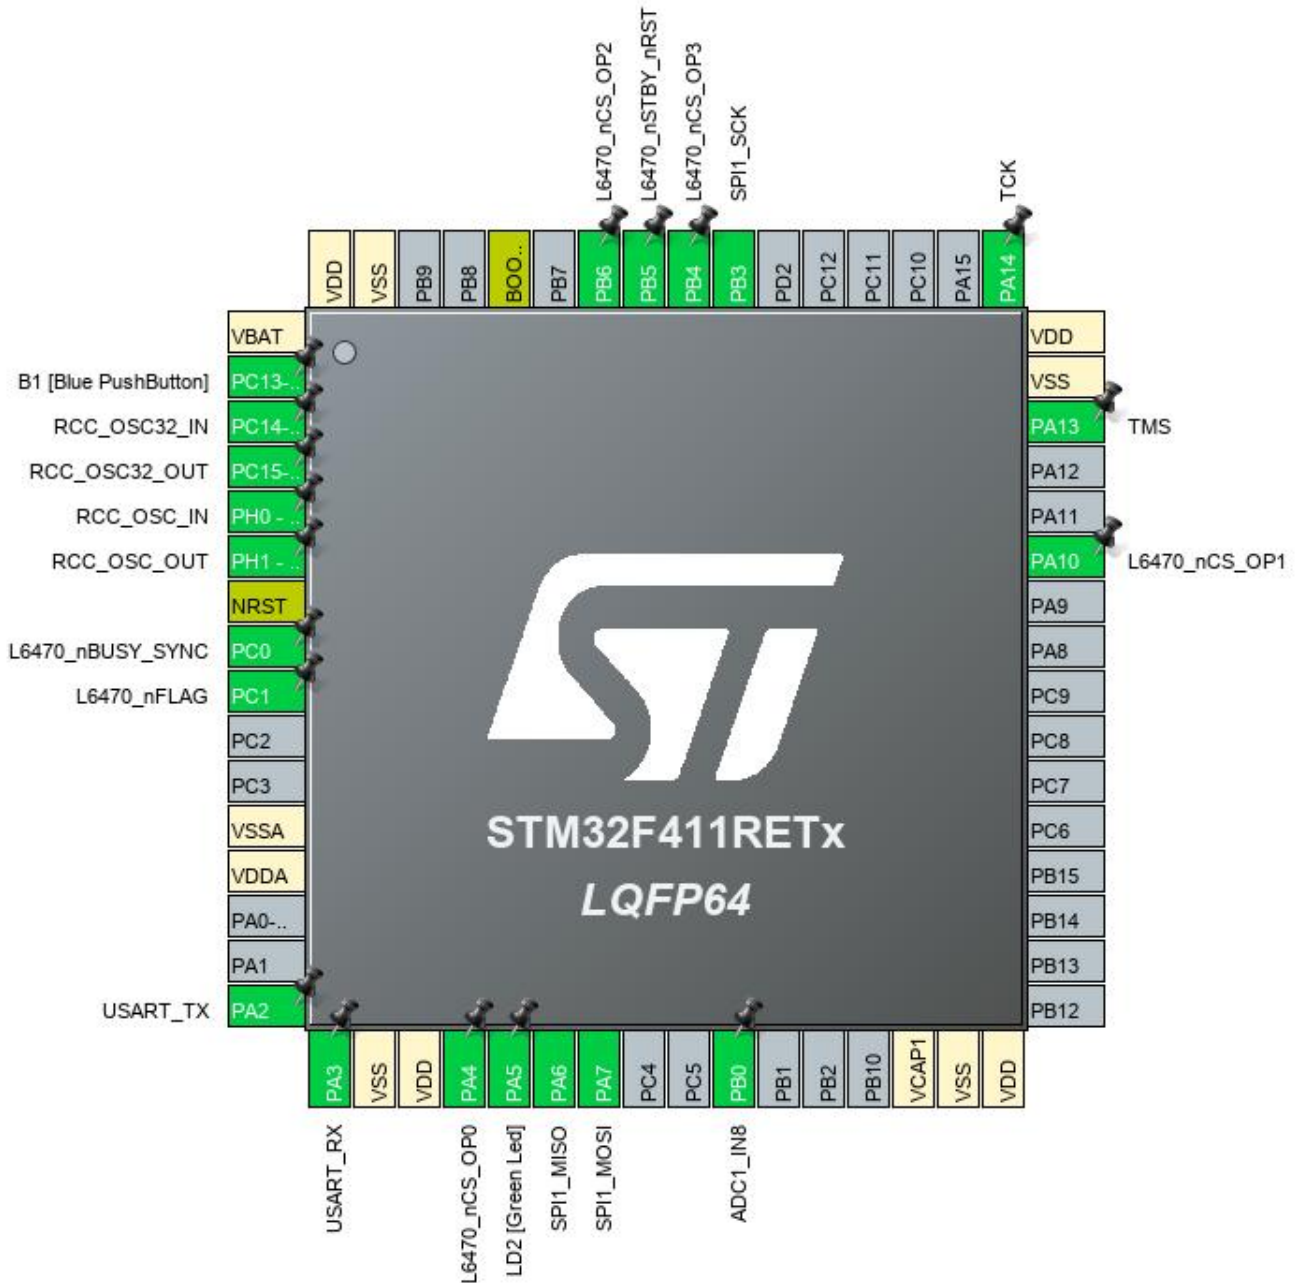 L6470_nCS_OP2
L6470_nSTBY_nRST
L6470_nCS_OP3
SPI1_SCK
TCK
VDD
VSS
PB9
PB8
BOO..
PB7
PB6
PB5
PB4
PB3
PD2
PC12
PC11
PC10
PA15
PA14
VBAT
B1 [Blue PushButton] PC13-..
RCC_OSC32_IN PC14-..
RCC_OSC32_OUT PC15-..
RCC_OSC_IN PH0 - ..
RCC_OSC_OUT PH1 - ..
NRST
L6470_nBUSY_SYNC PC0
L6470_nFLAG PC1
PC2
PC3
VSSA
VDDA
PA0-..
PA1
USART_TX PA2
VDD
VSS
PA13 TMS
PA12
PA11
PA10 L6470_nCS_OP1
PA9
PA8
PC9
PC8
PC7
PC6
PB15
PB14
PB13
PB12
ST
STM32F411RETx
LQFP64
PA3
VSS
VDD
PA4
PA5
PA6
PA7
PC4
PC5
PB0
PB1
PB2
PB10
VCAP1
VSS
VDD
USART_RX
L6470_nCS_OP0
LD2 [Green Led]
SPI1_MISO
SPI1_MOSI
ADC1_IN8